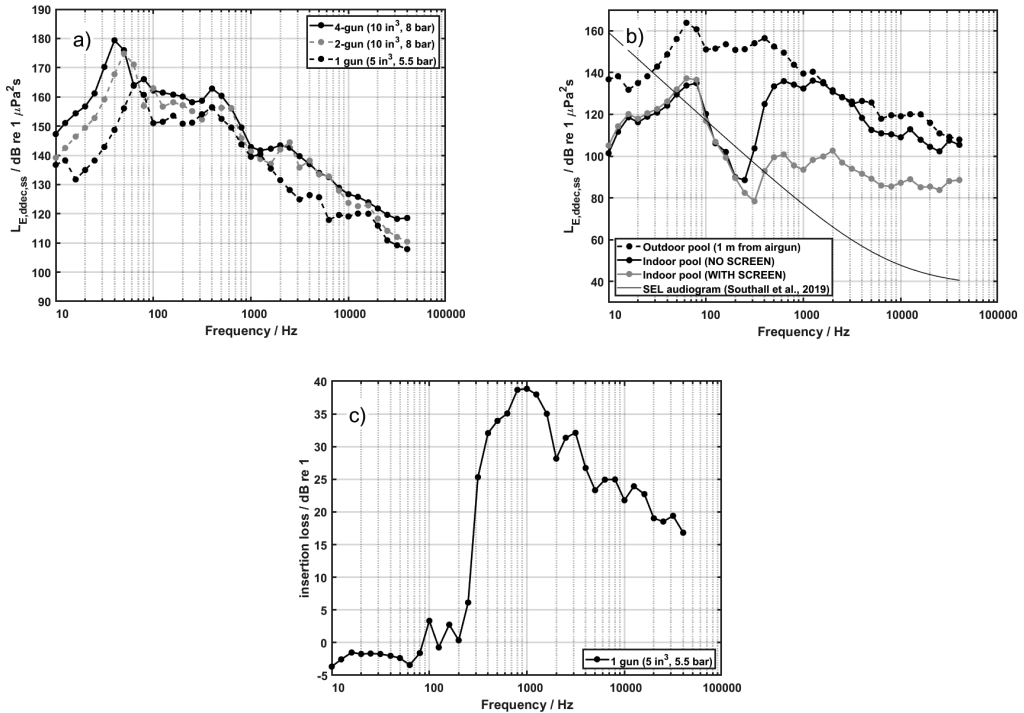 a)
4-gun (10 in³, 8 bar)
2-gun (10 in³, 8 bar)
1 gun (5 in³, 5.5 bar)
L_E,ddec,ss / dB re 1 μPa²s
190
180
170
160
150
140
130
120
110
100
90
10 100 1000 10000 100000
Frequency / Hz
b)
L_E,ddec,ss / dB re 1 μPa²s
160
140
120
100
80
60
40
Outdoor pool (1 m from airgun)
Indoor pool (NO SCREEN)
Indoor pool (WITH SCREEN)
SEL audiogram (Southall et al., 2019)
10 100 1000 10000 100000
Frequency / Hz
c)
insertion loss / dB re 1
40
35
30
25
20
15
10
5
0
-5
1 gun (5 in³, 5.5 bar)
10 100 1000 10000 100000
Frequency / Hz